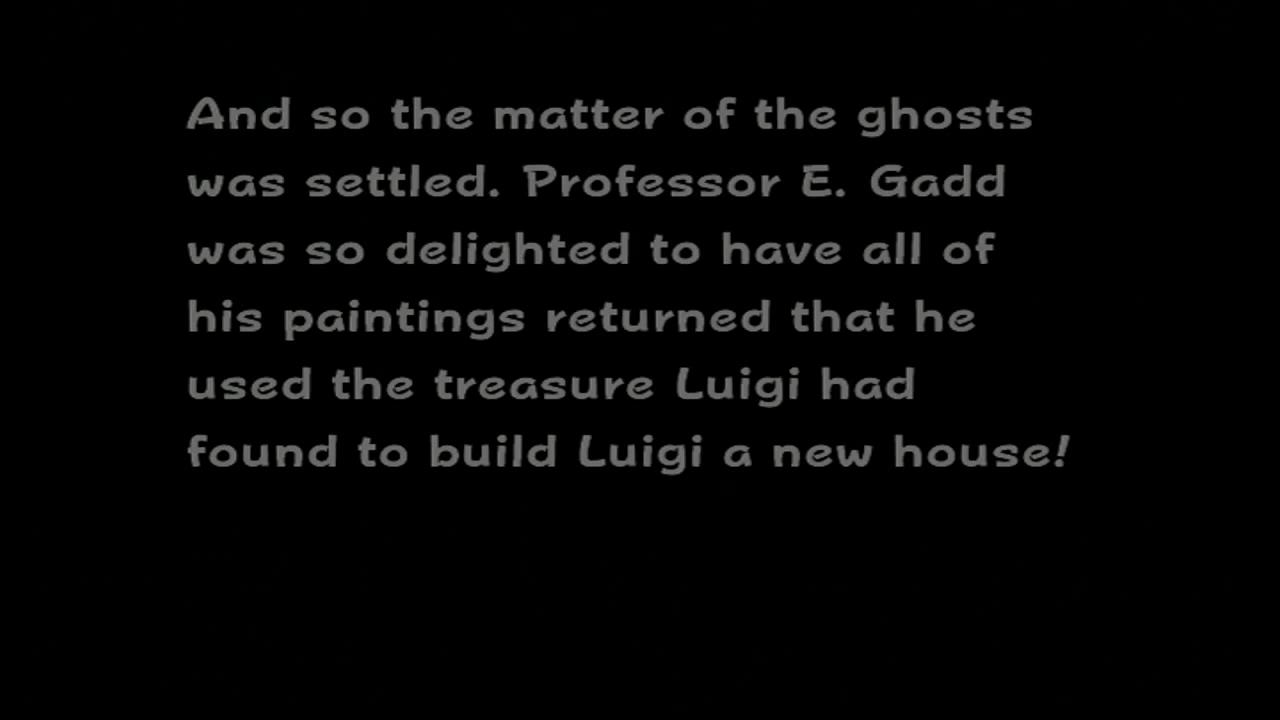 And so the matter of the ghosts
was settled. Professor E. Gadd
was so delighted to have all of
his paintings returned that he
used the treasure Luigi had
found to build Luigi a new house!